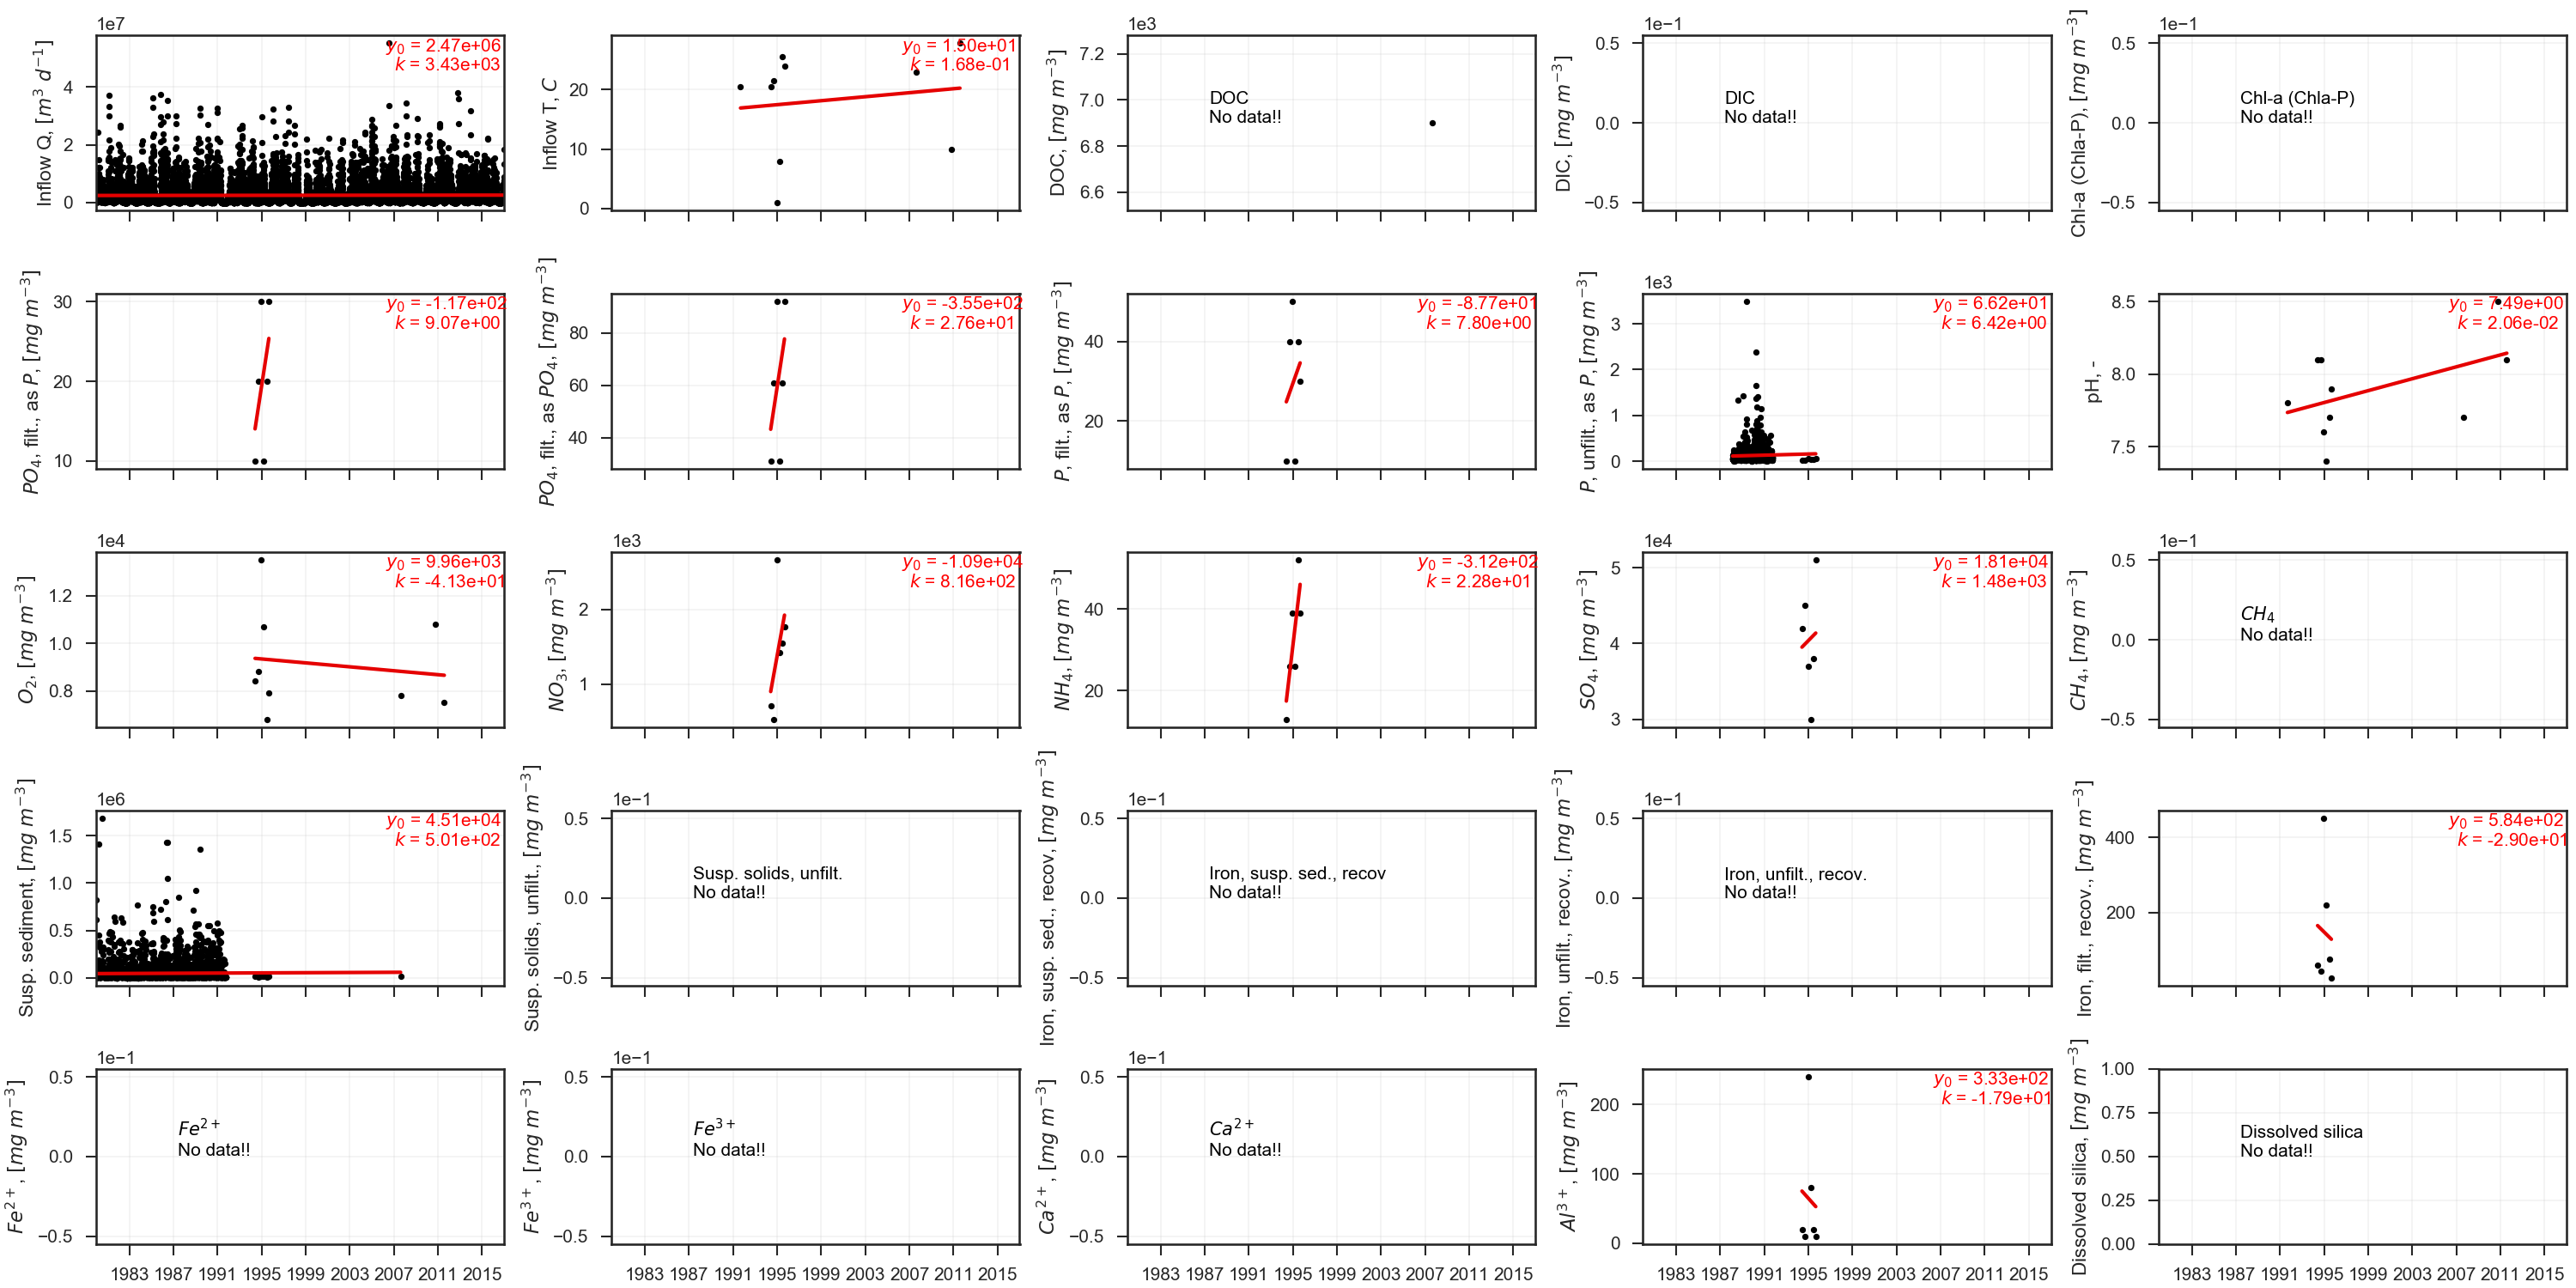 1e7
Inflow Q, [m³ d⁻¹]
4
2
0
y₀ = 2.47e+06
k = 3.43e+03
Inflow T, C
20
10
0
y₀ = 1.50e+01
k = 1.68e-01
1e3
DOC, [mg m⁻³]
7.2
7.0
6.8
6.6
DOC
No data!!
1e−1
DIC, [mg m⁻³]
0.5
0.0
−0.5
DIC
No data!!
1e−1
Chl-a (Chla-P), [mg m⁻³]
0.5
0.0
−0.5
Chl-a (Chla-P)
No data!!
PO₄, filt., as P, [mg m⁻³]
30
20
10
y₀ = -1.17e+02
k = 9.07e+00
PO₄, filt., as PO₄, [mg m⁻³]
80
60
40
y₀ = -3.55e+02
k = 2.76e+01
P, filt., as P, [mg m⁻³]
40
20
y₀ = -8.77e+01
k = 7.80e+00
1e3
P, unfilt., as P, [mg m⁻³]
3
2
1
0
y₀ = 6.62e+01
k = 6.42e+00
pH, -
8.5
8.0
7.5
y₀ = 7.49e+00
k = 2.06e-02
1e4
O₂, [mg m⁻³]
1.2
1.0
0.8
y₀ = 9.96e+03
k = -4.13e+01
1e3
NO₃, [mg m⁻³]
2
1
y₀ = -1.09e+04
k = 8.16e+02
NH₄, [mg m⁻³]
40
20
y₀ = -3.12e+02
k = 2.28e+01
1e4
SO₄, [mg m⁻³]
5
4
3
y₀ = 1.81e+04
k = 1.48e+03
1e−1
CH₄, [mg m⁻³]
0.5
0.0
−0.5
CH₄
No data!!
1e6
Susp. sediment, [mg m⁻³]
1.5
1.0
0.5
0.0
y₀ = 4.51e+04
k = 5.01e+02
1e−1
Susp. solids, unfilt., [mg m⁻³]
0.5
0.0
−0.5
Susp. solids, unfilt.
No data!!
1e−1
Iron, susp. sed., recov, [mg m⁻³]
0.5
0.0
−0.5
Iron, susp. sed., recov
No data!!
1e−1
Iron, unfilt., recov., [mg m⁻³]
0.5
0.0
−0.5
Iron, unfilt., recov.
No data!!
Iron, filt., recov., [mg m⁻³]
400
200
y₀ = 5.84e+02
k = -2.90e+01
1e−1
Fe²⁺, [mg m⁻³]
0.5
0.0
−0.5
Fe²⁺
No data!!
1983 1987 1991 1995 1999 2003 2007 2011 2015
1e−1
Fe³⁺, [mg m⁻³]
0.5
0.0
−0.5
Fe³⁺
No data!!
1983 1987 1991 1995 1999 2003 2007 2011 2015
1e−1
Ca²⁺, [mg m⁻³]
0.5
0.0
−0.5
Ca²⁺
No data!!
1983 1987 1991 1995 1999 2003 2007 2011 2015
Al³⁺, [mg m⁻³]
200
100
0
y₀ = 3.33e+02
k = -1.79e+01
1983 1987 1991 1995 1999 2003 2007 2011 2015
Dissolved silica, [mg m⁻³]
1.00
0.75
0.50
0.25
0.00
Dissolved silica
No data!!
1983 1987 1991 1995 1999 2003 2007 2011 2015